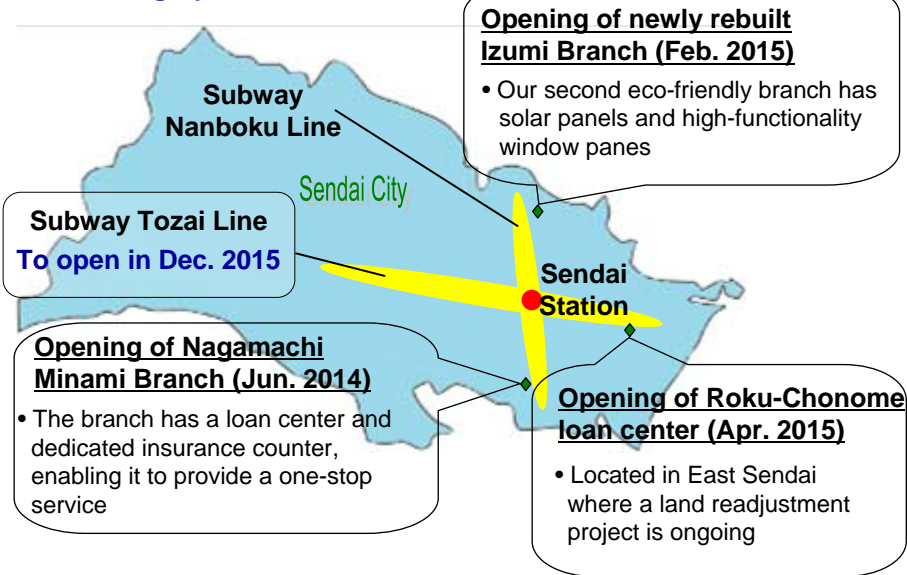 Opening of newly rebuilt
Izumi Branch (Feb. 2015)
• Our second eco-friendly branch has
solar panels and high-functionality
window panes
Subway
Nanboku Line
Sendai City
Subway Tozai Line
To open in Dec. 2015
Sendai
Station
Opening of Nagamachi
Minami Branch (Jun. 2014)
• The branch has a loan center and
dedicated insurance counter,
enabling it to provide a one-stop
service
Opening of Roku-Chonome
loan center (Apr. 2015)
• Located in East Sendai
where a land readjustment
project is ongoing